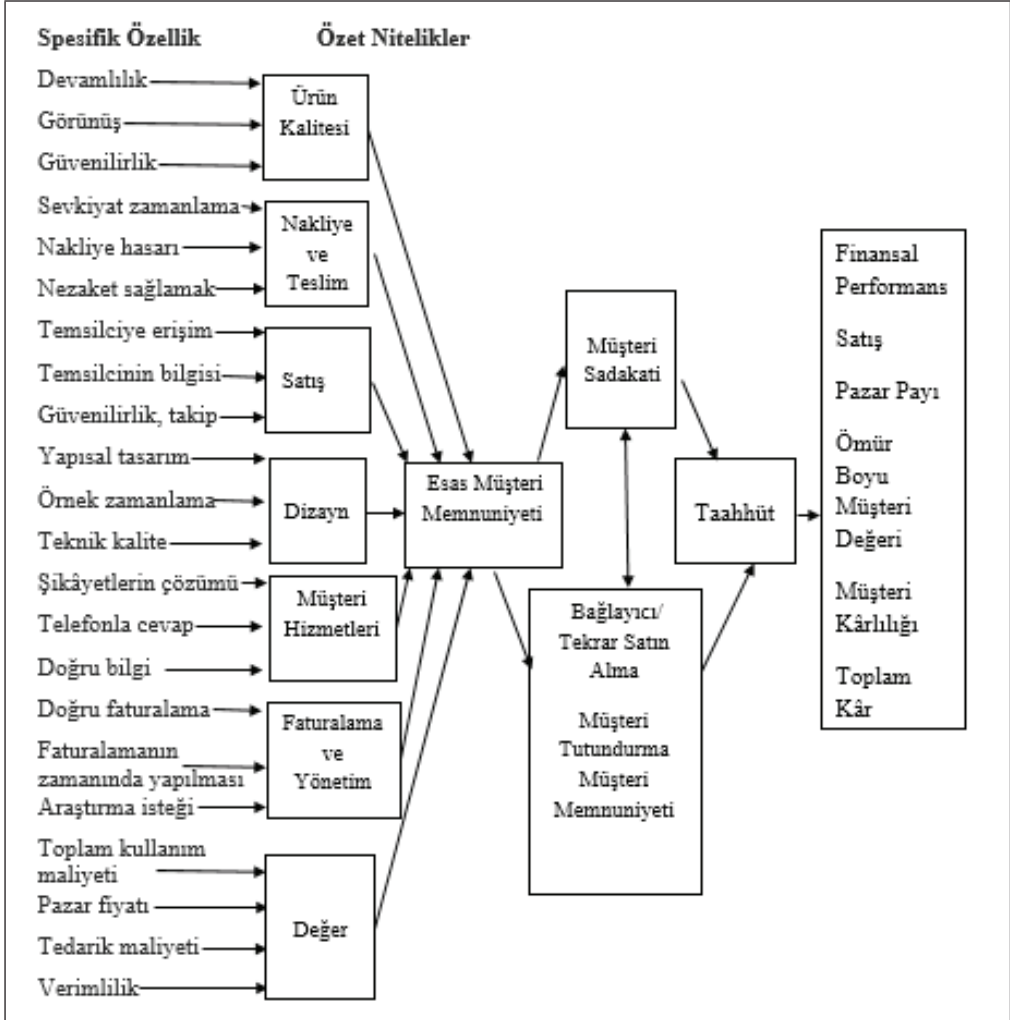 Spesifik Özellik
Özet Nitelikler
Devamlılık
Görünüş
Güvenilirlik
Ürün
Kalitesi
Sevkiyat zamanlama
Nakliye hasarı
Nezaket sağlamak
Nakliye
ve
Teslim
Temsilciye erişim
Temsilcinin bilgisi
Güvenilirlik, takip
Satış
Yapısal tasarım
Örnek zamanlama
Teknik kalite
Dizayn
Şikâyetlerin çözümü
Telefonla cevap
Doğru bilgi
Müşteri
Hizmetleri
Doğru faturalama
Faturalamanın
zamanında yapılması
Araştırma isteği
Faturalama
ve
Yönetim
Toplam kullanım
maliyeti
Pazar fiyatı
Tedarik maliyeti
Verimlilik
Değer
Esas Müşteri
Memnuniyeti
Müşteri
Sadakati
Bağlayıcı/
Tekrar Satın
Alma
Müşteri
Tutundurma
Müşteri
Memnuniyeti
Taahhüt
Finansal
Performans
Satış
Pazar Payı
Ömür
Boyu
Müşteri
Değeri
Müşteri
Kârlılığı
Toplam
Kâr